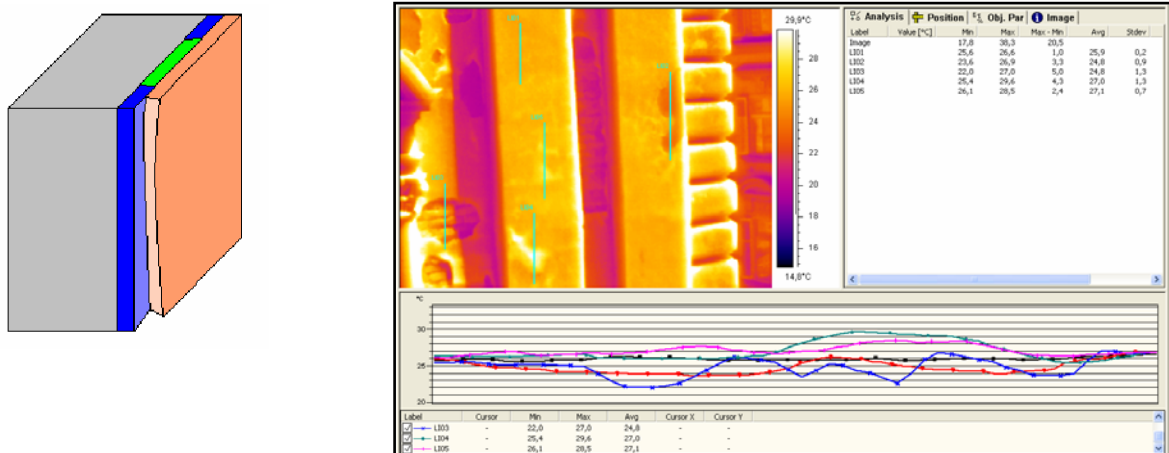 29,9°C
28
26
24
22
20
18
16
14,8°C
Analysis Position Obj. Par Image
Label Value [°C] Min Max Max - Min Avg Stdev
Image 17,8 38,3 20,5
LI01 25,6 26,6 1,0 25,9 0,2
LI02 23,6 26,9 3,3 24,8 0,9
LI03 22,0 27,0 5,0 24,8 1,3
LI04 25,4 29,6 4,3 27,0 1,3
LI05 26,1 28,5 2,4 27,1 0,7
°C
30
25
20
Label Cursor Min Max Avg Cursor X Cursor Y
LI03 - 22,0 27,0 24,8 - -
LI04 - 25,4 29,6 27,0 - -
LI05 - 26,1 28,5 27,1 - -